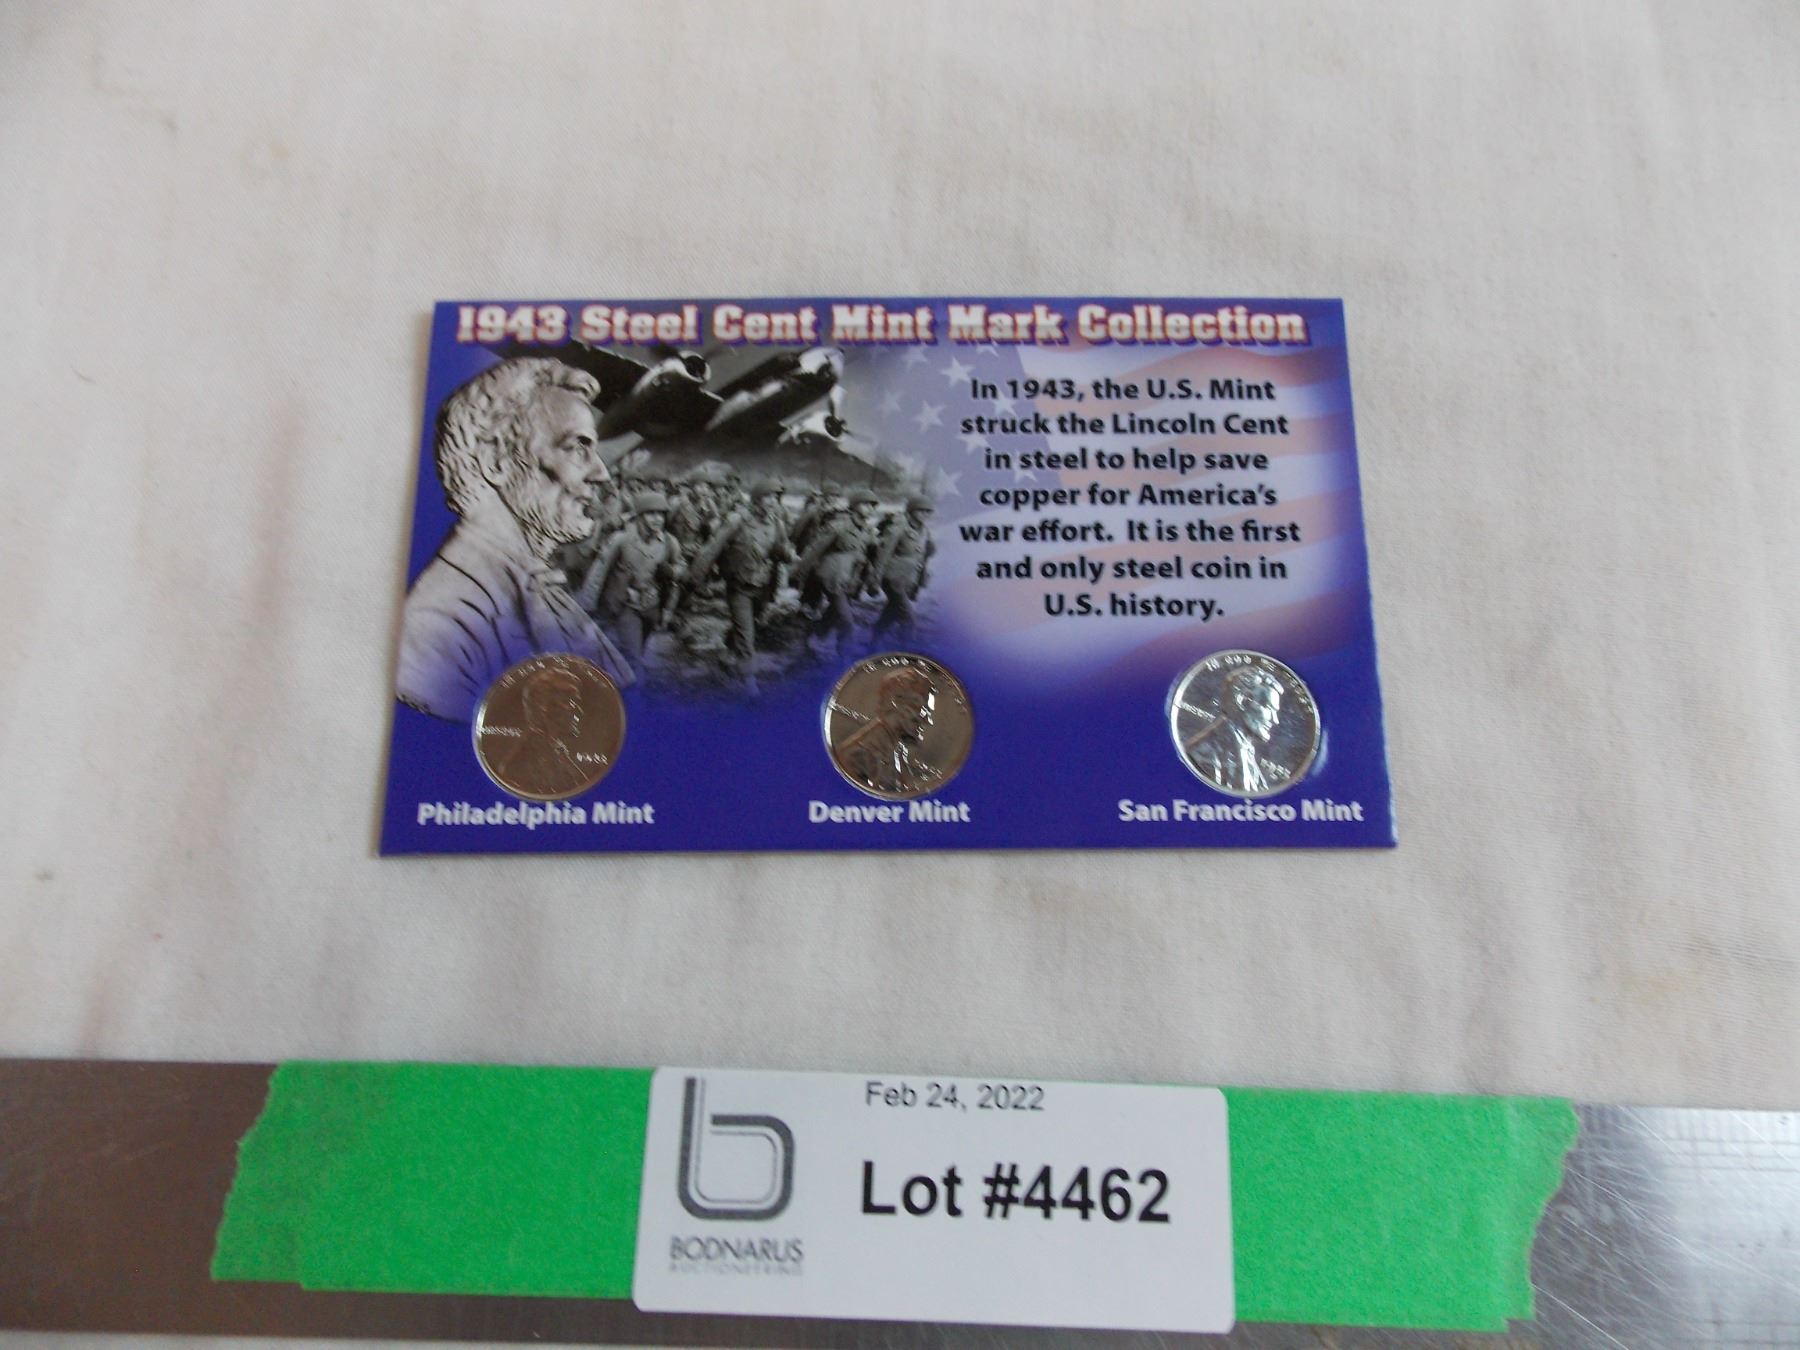 1943 Steel Cent Mint Mark Collection
In 1943, the U.S. Mint
struck the Lincoln Cent
in steel to help save
copper for America's
war effort. It is the first
and only steel coin in
U.S. history.
Philadelphia Mint
Denver Mint
San Francisco Mint
Feb 24, 2022
Lot #4462
BODNARUS
AUCTIONEERING